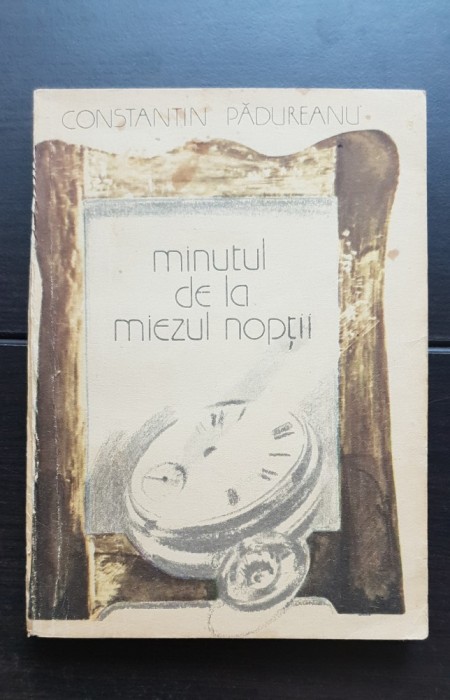 CONSTANTIN PĂDUREANU
minutul
de la
miezul nopții